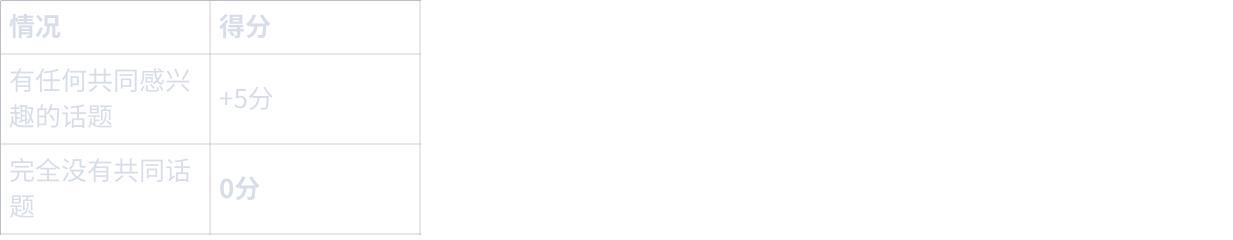 情况 得分
有任何共同感兴
趣的话题
+5分
完全没有共同话
题
0分